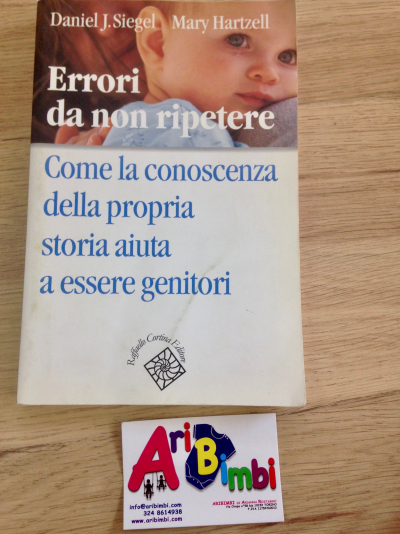 Daniel J. Siegel Mary Hartzell
Errori
da non ripetere
Come la conoscenza
della propria
storia aiuta
a essere genitori
Raffaello Cortina Editore
AriBimbi
info@aribimbi.com
324 8614938
www.aribimbi.com
ARIBIMBI